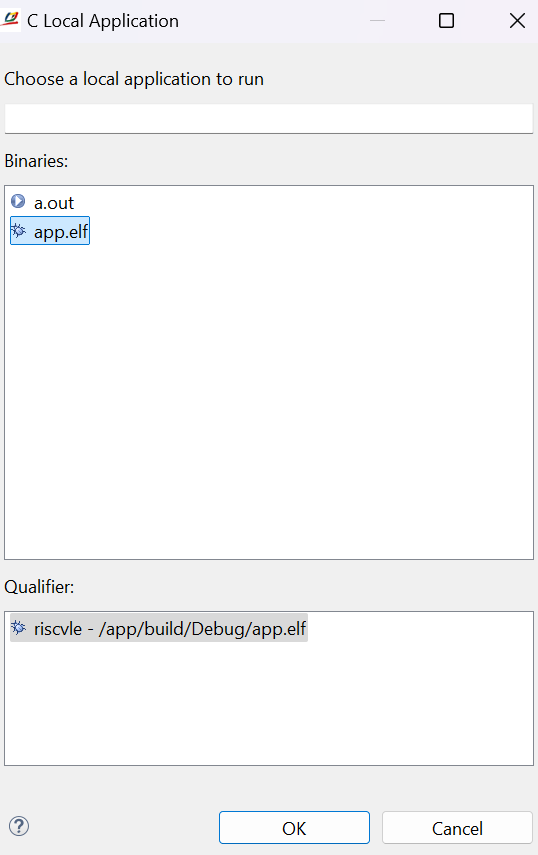 C Local Application
Choose a local application to run
Binaries:
a.out
app.elf
Qualifier:
riscvle - /app/build/Debug/app.elf
?
OK
Cancel